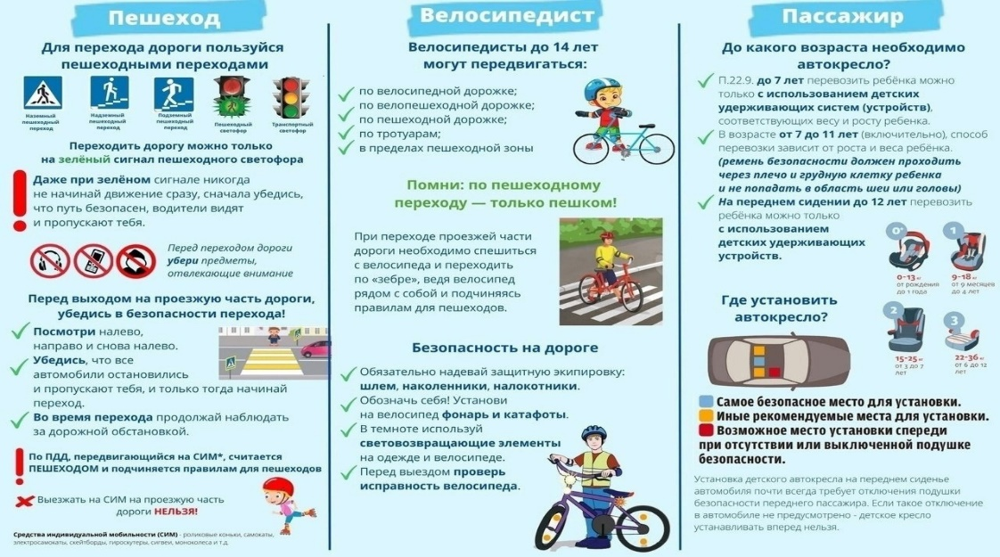 Пешеход
Для перехода дороги пользуйся
пешеходными переходами
Наземный
пешеходный
переход
Надземный
пешеходный
переход
Подземный
пешеходный
переход
Пешеходный
светофор
Транспортный
светофор
Переходить дорогу можно только
на зелёный сигнал пешеходного светофора
Даже при зелёном сигнале никогда
не начинай движение сразу, сначала убедись,
что путь безопасен, водители видят
и пропускают тебя.
Перед переходом дороги
убери предметы,
отвлекающие внимание
Перед выходом на проезжую часть дороги,
убедись в безопасности перехода!
Посмотри налево,
направо и снова налево.
Убедись, что все
автомобили остановились
и пропускают тебя, и только тогда начинай
переход.
Во время перехода продолжай наблюдать
за дорожной обстановкой.
По ПДД, передвигающийся на СИМ*, считается
ПЕШЕХОДОМ и подчиняется правилам для пешеходов
Выезжать на СИМ на проезжую часть
дороги НЕЛЬЗЯ!
Средства индивидуальной мобильности (СИМ) - роликовые коньки, самокаты,
электросамокаты, скейтборды, гироскутеры, сигвеи, моноколеса и т.д.
Велосипедист
Велосипедисты до 14 лет
могут передвигаться:
по велосипедной дорожке;
по велопешеходной дорожке;
по пешеходной дорожке;
по тротуарам;
в пределах пешеходной зоны
Помни: по пешеходному
переходу — только пешком!
При переходе проезжей части
дороги необходимо спешиться
с велосипеда и переходить
по «зебре», ведя велосипед
рядом с собой и подчиняясь
правилам для пешеходов.
Безопасность на дороге
Обязательно надевай защитную экипировку:
шлем, наколенники, налокотники.
Обозначь себя! Установи
на велосипед фонарь и катафоты.
В темноте используй
световозвращающие элементы
на одежде и велосипеде.
Перед выездом проверь
исправность велосипеда.
Пассажир
До какого возраста необходимо
автокресло?
П.22.9. до 7 лет перевозить ребёнка можно
только с использованием детских
удерживающих систем (устройств),
соответствующих весу и росту ребенка.
В возрасте от 7 до 11 лет (включительно), способ
перевозки зависит от роста и веса ребёнка.
(ремень безопасности должен проходить
через плечо и грудную клетку ребенка
и не попадать в область шеи или головы)
На переднем сидении до 12 лет перевозить
ребёнка можно только
с использованием
детских удерживающих
устройств.
0+
0-13 кг
от рождения
до 1 года
1
9-18 кг
от 9 месяцев
до 4 лет
2
15-25 кг
от 3 до 7
лет
3
22-36 кг
от 6 до 12
лет
Где установить
автокресло?
Самое безопасное место для установки.
Иные рекомендуемые места для установки.
Возможное место установки спереди
при отсутствии или выключенной подушке
безопасности.
Установка детского автокресла на переднем сиденье
автомобиля почти всегда требует отключения подушки
безопасности переднего пассажира. Если такое отключение
в автомобиле не предусмотрено - детское кресло
устанавливать вперед нельзя.